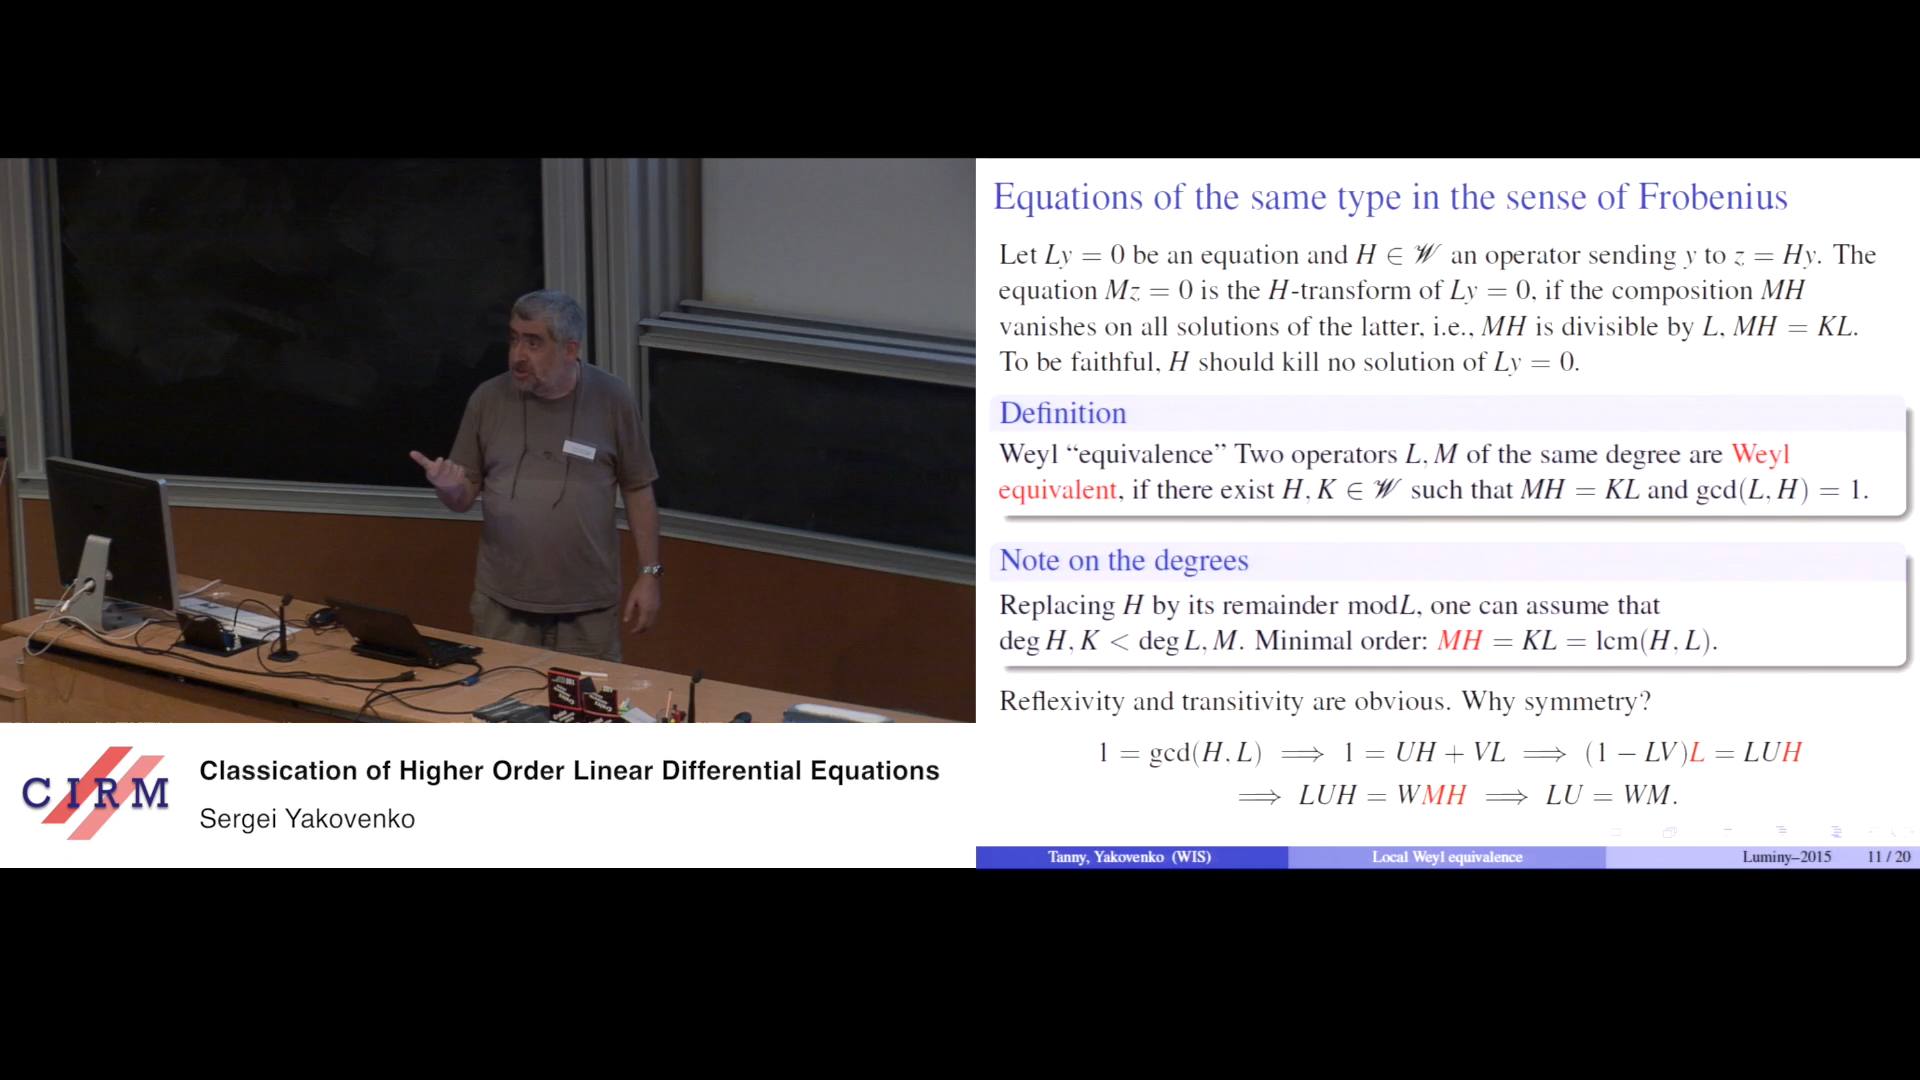 Equations of the same type in the sense of Frobenius
Let Ly = 0 be an equation and H ∈ 𝒲 an operator sending y to z = Hy. The
equation Mz = 0 is the H-transform of Ly = 0, if the composition MH
vanishes on all solutions of the latter, i.e., MH is divisible by L, MH = KL.
To be faithful, H should kill no solution of Ly = 0.
Definition
Weyl “equivalence” Two operators L, M of the same degree are Weyl
equivalent, if there exist H, K ∈ 𝒲 such that MH = KL and gcd(L, H) = 1.
Note on the degrees
Replacing H by its remainder mod L, one can assume that
deg H, K < deg L, M. Minimal order: MH = KL = lcm(H, L).
Reflexivity and transitivity are obvious. Why symmetry?
1 = gcd(H, L) ⟹ 1 = UH + VL ⟹ (1 − LV)L = LUH
⟹ LUH = WMH ⟹ LU = WM.
Tanny, Yakovenko (WIS) Local Weyl equivalence Luminy–2015 11 / 20
CIRM
Classication of Higher Order Linear Differential Equations
Sergei Yakovenko